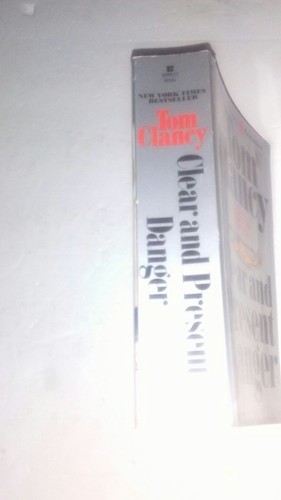 NEW YORK TIMES
BESTSELLER
Tom
Clancy
Clear and Present
Danger